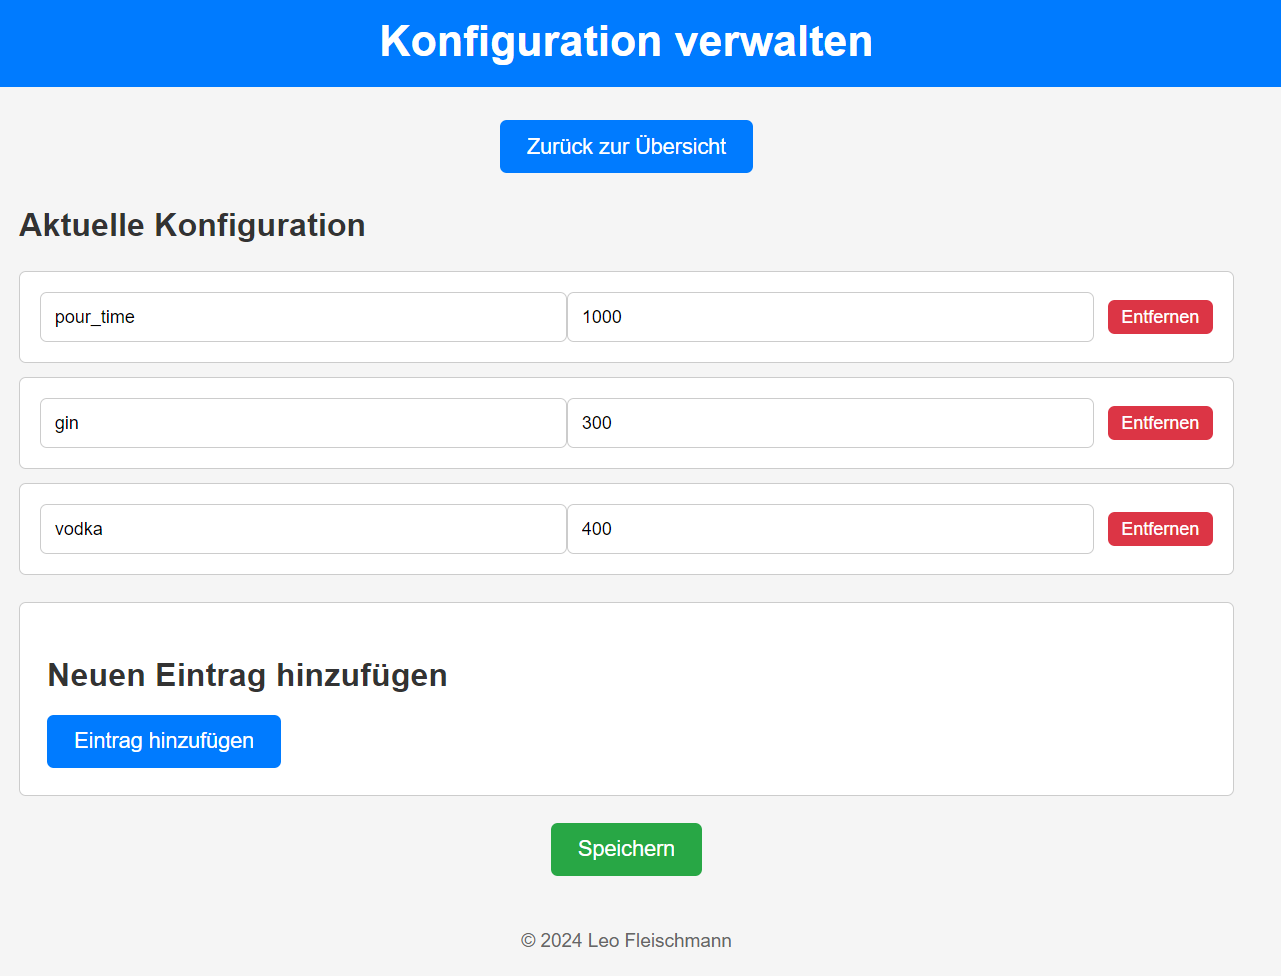 Konfiguration verwalten
Zurück zur Übersicht
Aktuelle Konfiguration
pour_time 1000 Entfernen
gin 300 Entfernen
vodka 400 Entfernen
Neuen Eintrag hinzufügen
Eintrag hinzufügen
Speichern
© 2024 Leo Fleischmann